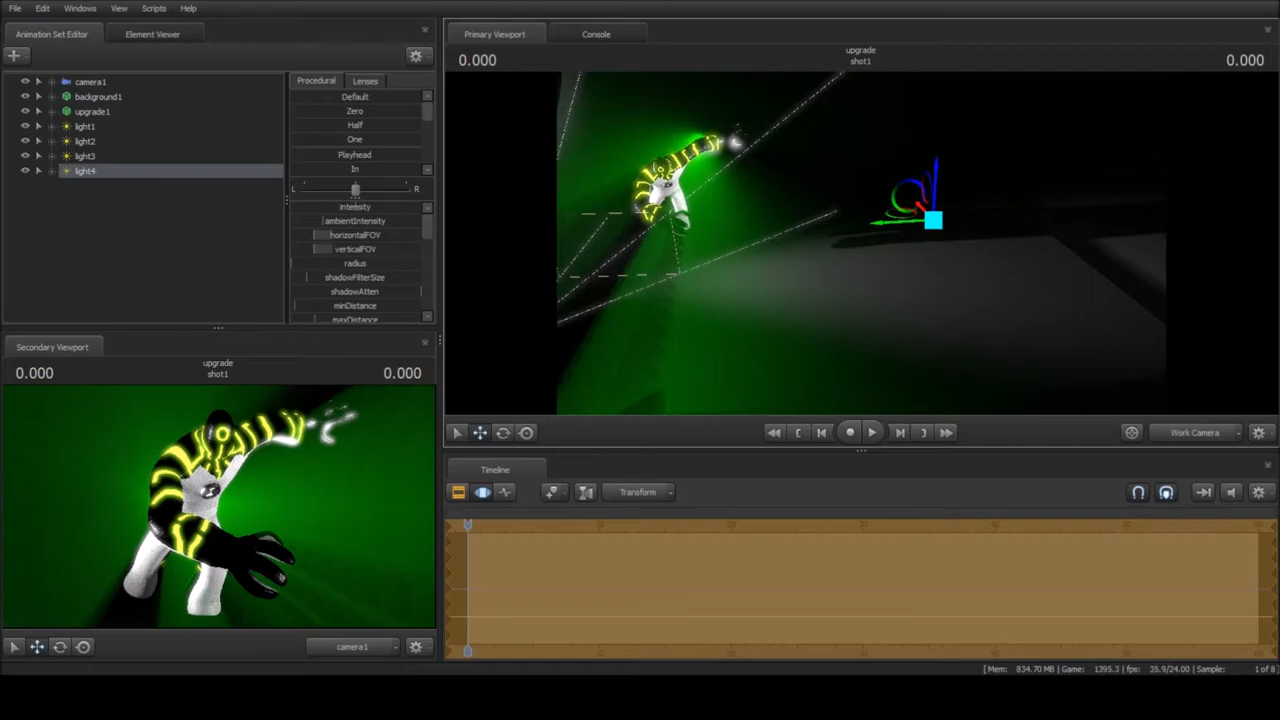 File Edit Windows View Scripts Help
Animation Set Editor Element Viewer
camera1
background1
upgrade1
light1
light2
light3
light4
Procedural Lenses
Default
Zero
Half
One
Playhead
In
L R
intensity
ambientIntensity
horizontalFOV
verticalFOV
radius
shadowFilterSize
shadowAtten
minDistance
maxDistance
Secondary Viewport
upgrade
0.000 shot1 0.000
camera1
Primary Viewport Console
upgrade
0.000 shot1 0.000
Work Camera
Timeline
Transform
[ Mem: 834.70 MB| Game: 1395.3| fps: 35.9/24.00| Sample: 1 of 8